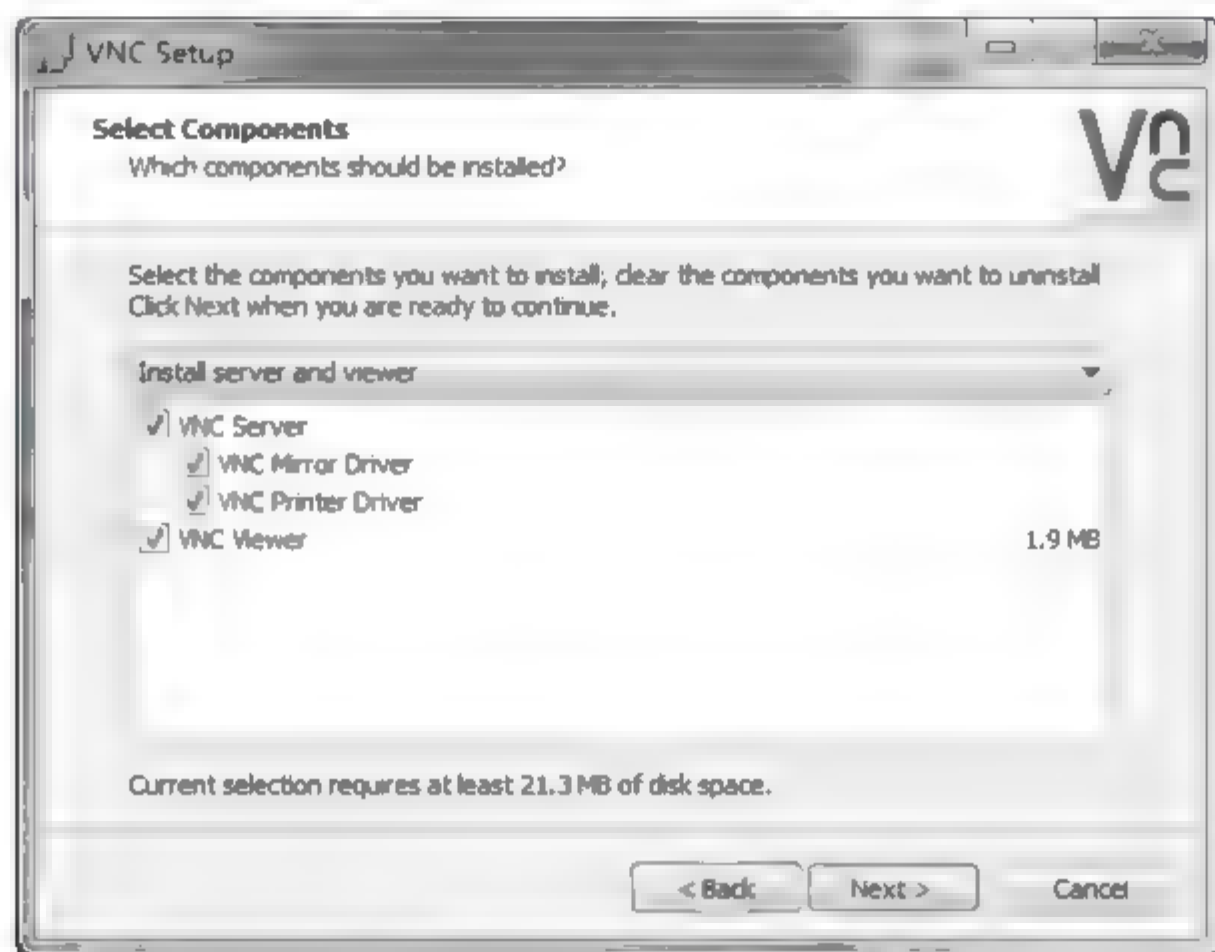 VNC Setup
Select Components
Which components should be installed?
VNC
Select the components you want to install; clear the components you want to uninstall
Click Next when you are ready to continue.
Install server and viewer
VNC Server
VNC Mirror Driver
VNC Printer Driver
VNC Viewer 1.9 MB
Current selection requires at least 21.3 MB of disk space.
< Back Next > Cancel